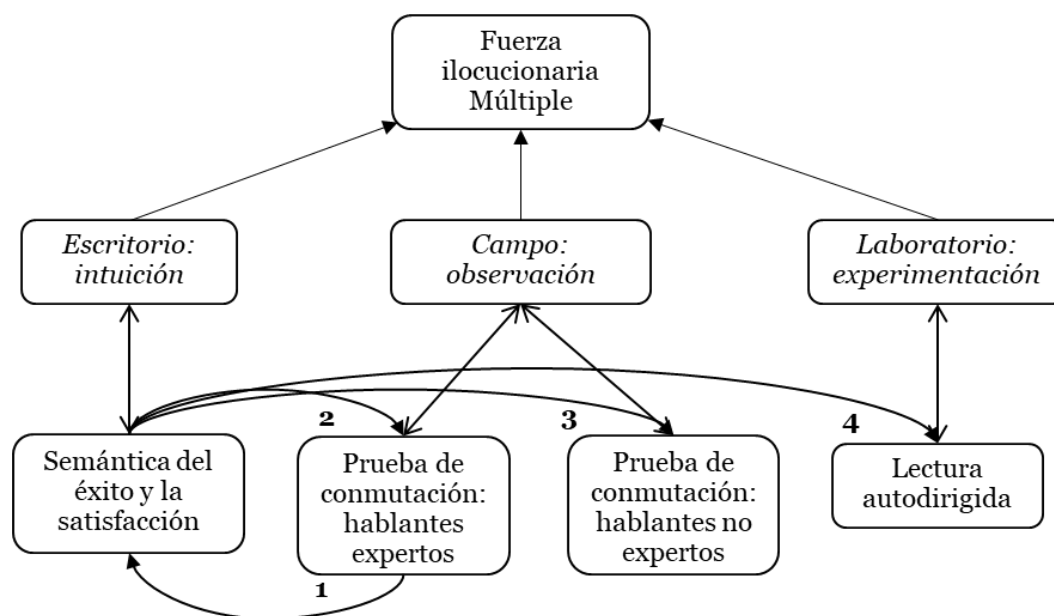 Fuerza
ilocucionaria
Múltiple
Escritorio:
intuición
Campo:
observación
Laboratorio:
experimentación
2
3
4
Semántica del
éxito y la
satisfacción
Prueba de
conmutación:
hablantes
expertos
Prueba de
conmutación:
hablantes no
expertos
Lectura
autodirigida
1